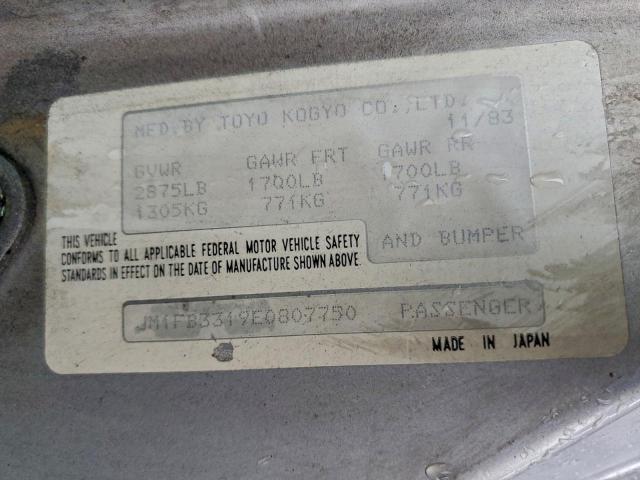 MFD.BY TOYO KOGYO CO.,LTD.
11/83
GVWR GAWR FRT GAWR RR
2875LB 1700LB 1700LB
1305KG 771KG 771KG
THIS VEHICLE
CONFORMS TO ALL APPLICABLE FEDERAL MOTOR VEHICLE SAFETY AND BUMPER
STANDARDS IN EFFECT ON THE DATE OF MANUFACTURE SHOWN ABOVE.
JM1FB3319E0807750 PASSENGER
MADE IN JAPAN